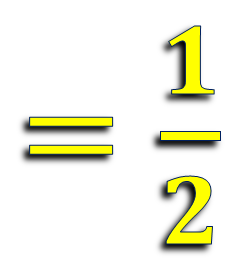 = 1/2